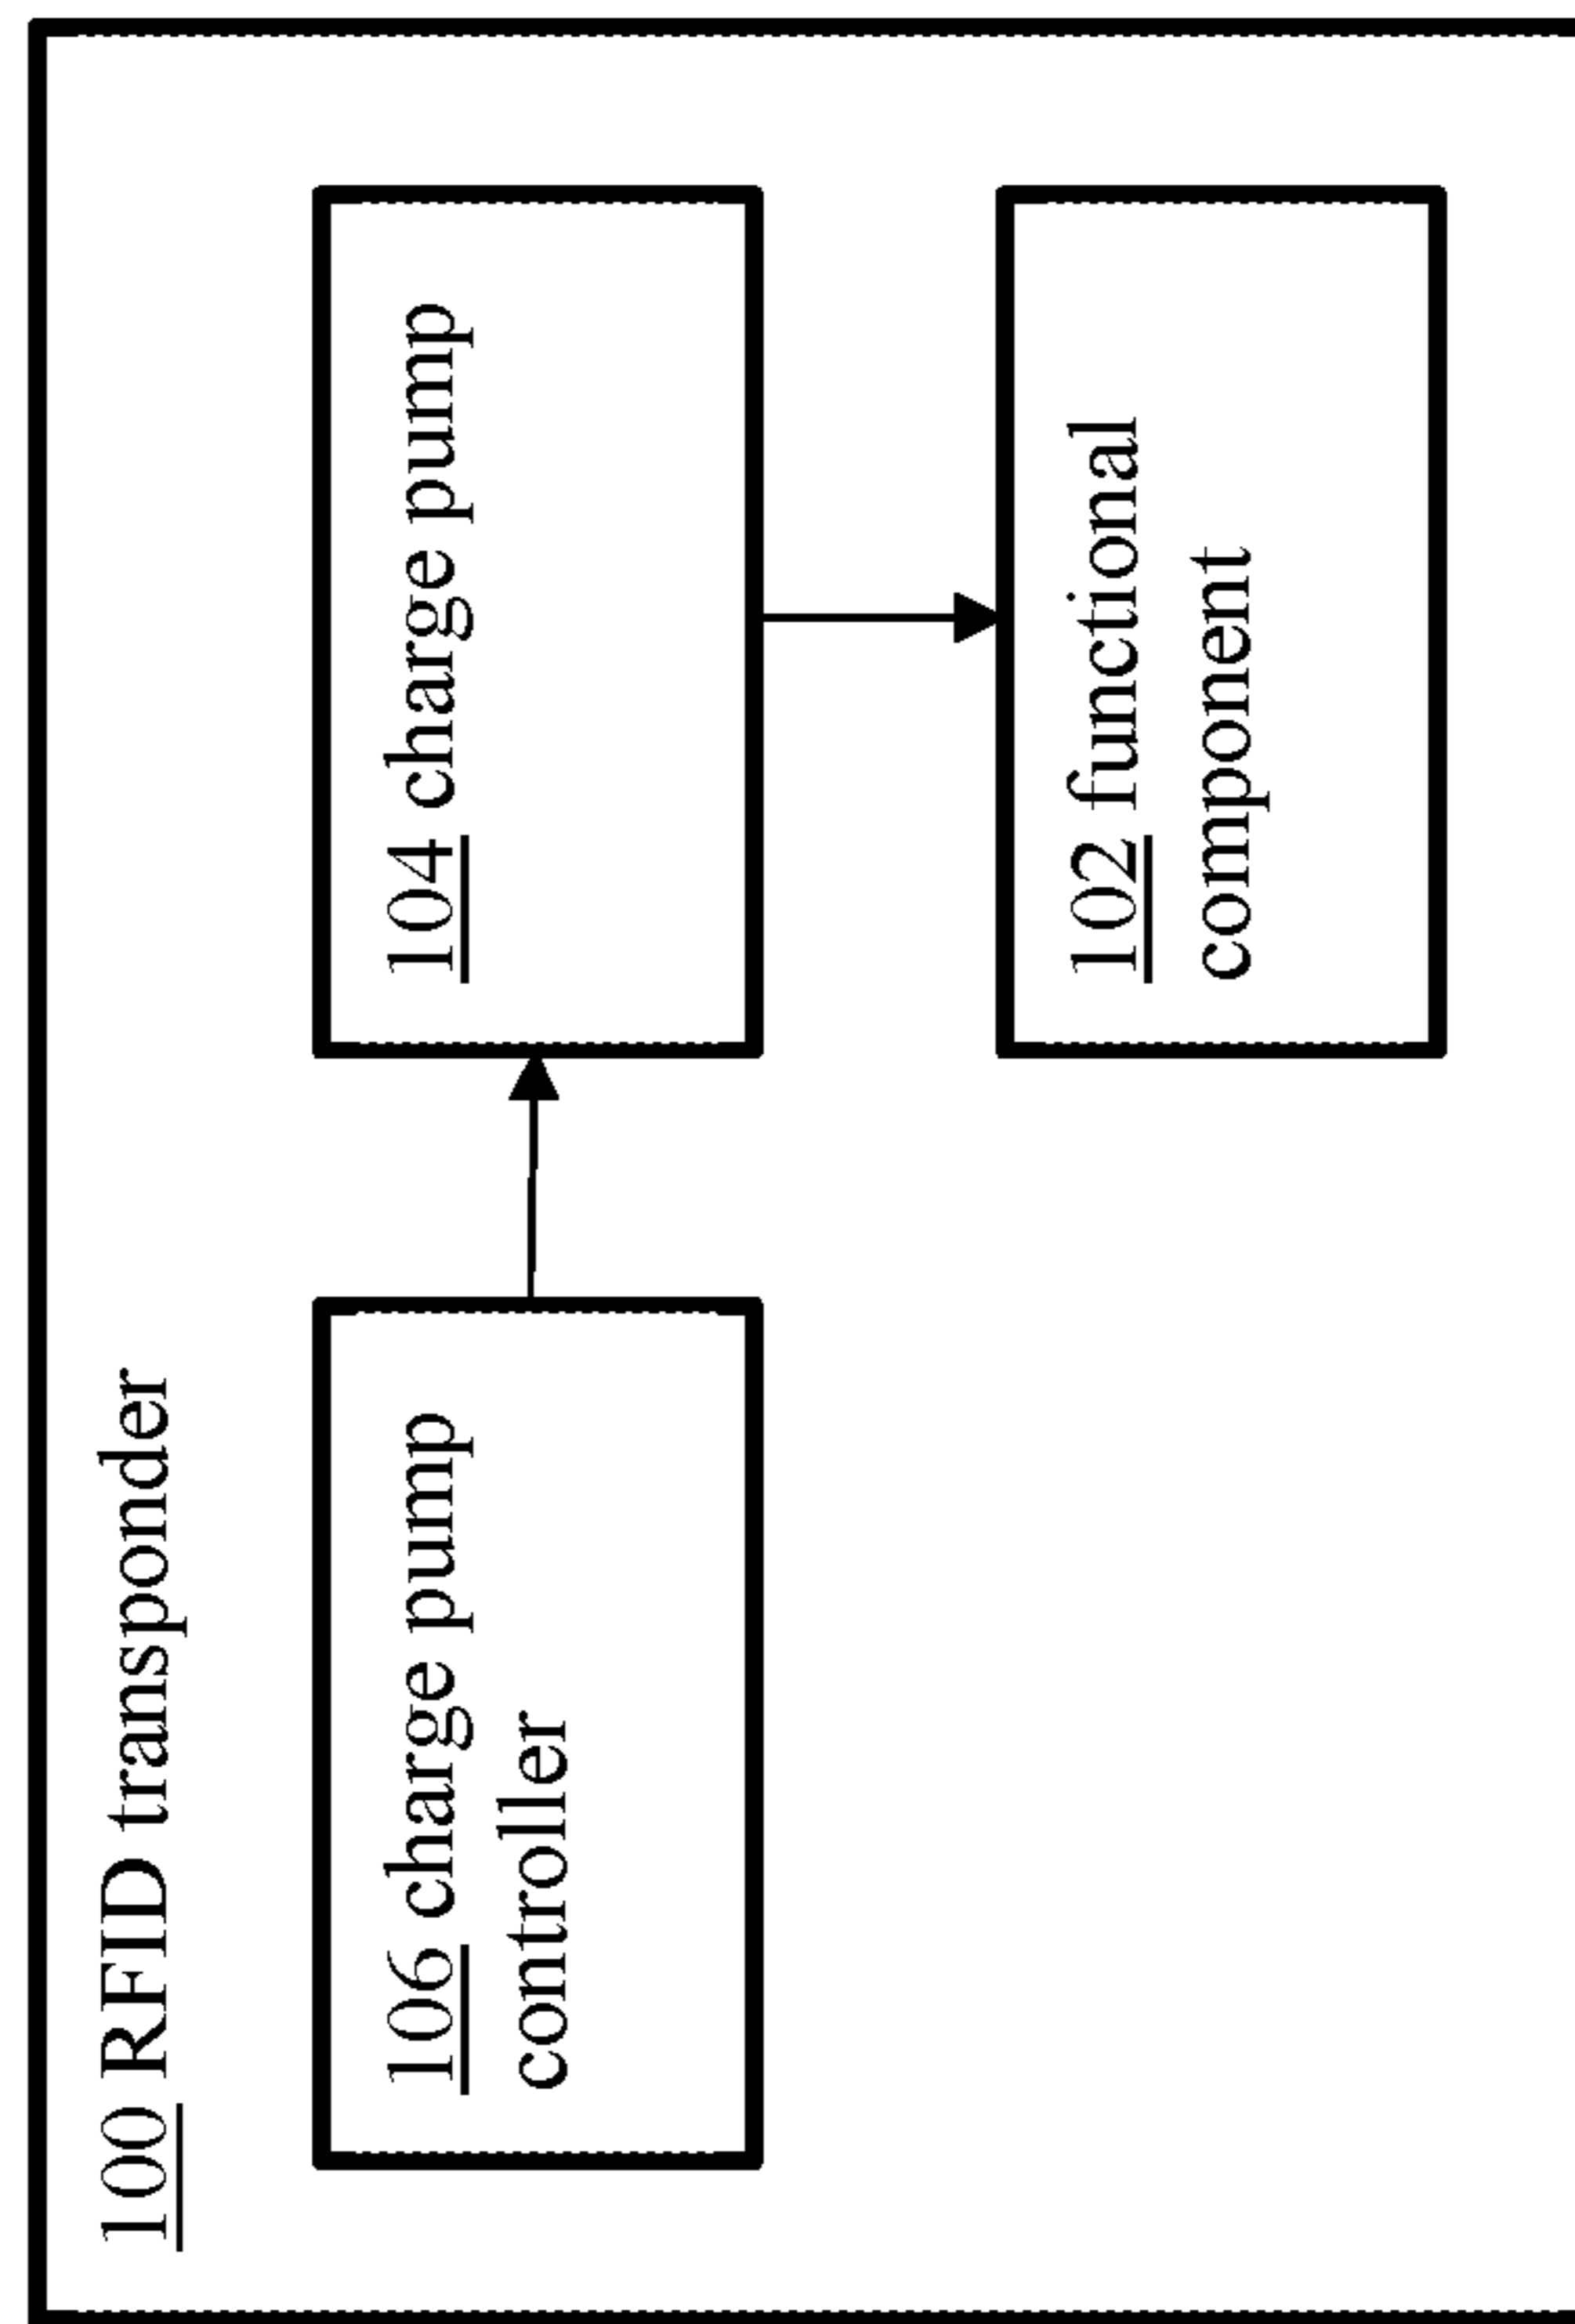 100 RFID transponder
106 charge pump
controller
104 charge pump
102 functional
component